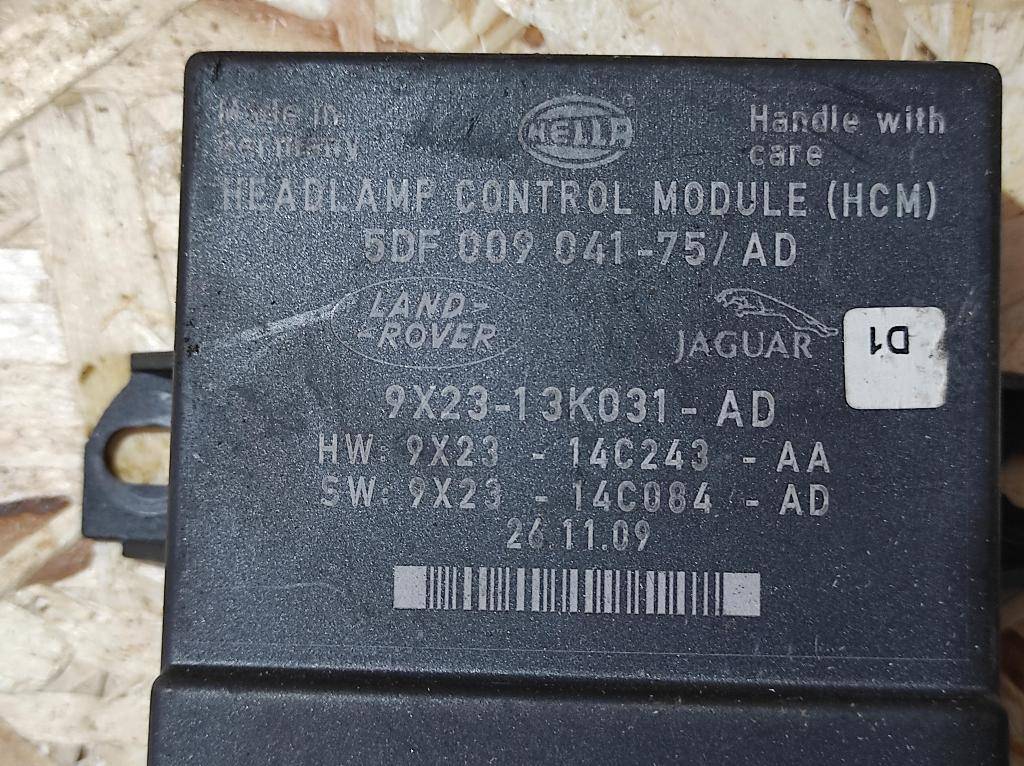 Made in
Germany
HELLA
Handle with
care
HEADLAMP CONTROL MODULE (HCM)
5DF 009 041-75/AD
LAND-
-ROVER
JAGUAR
D1
9X23-13K031-AD
HW: 9X23 - 14C243 - AA
SW: 9X23 - 14C084 - AD
26.11.09